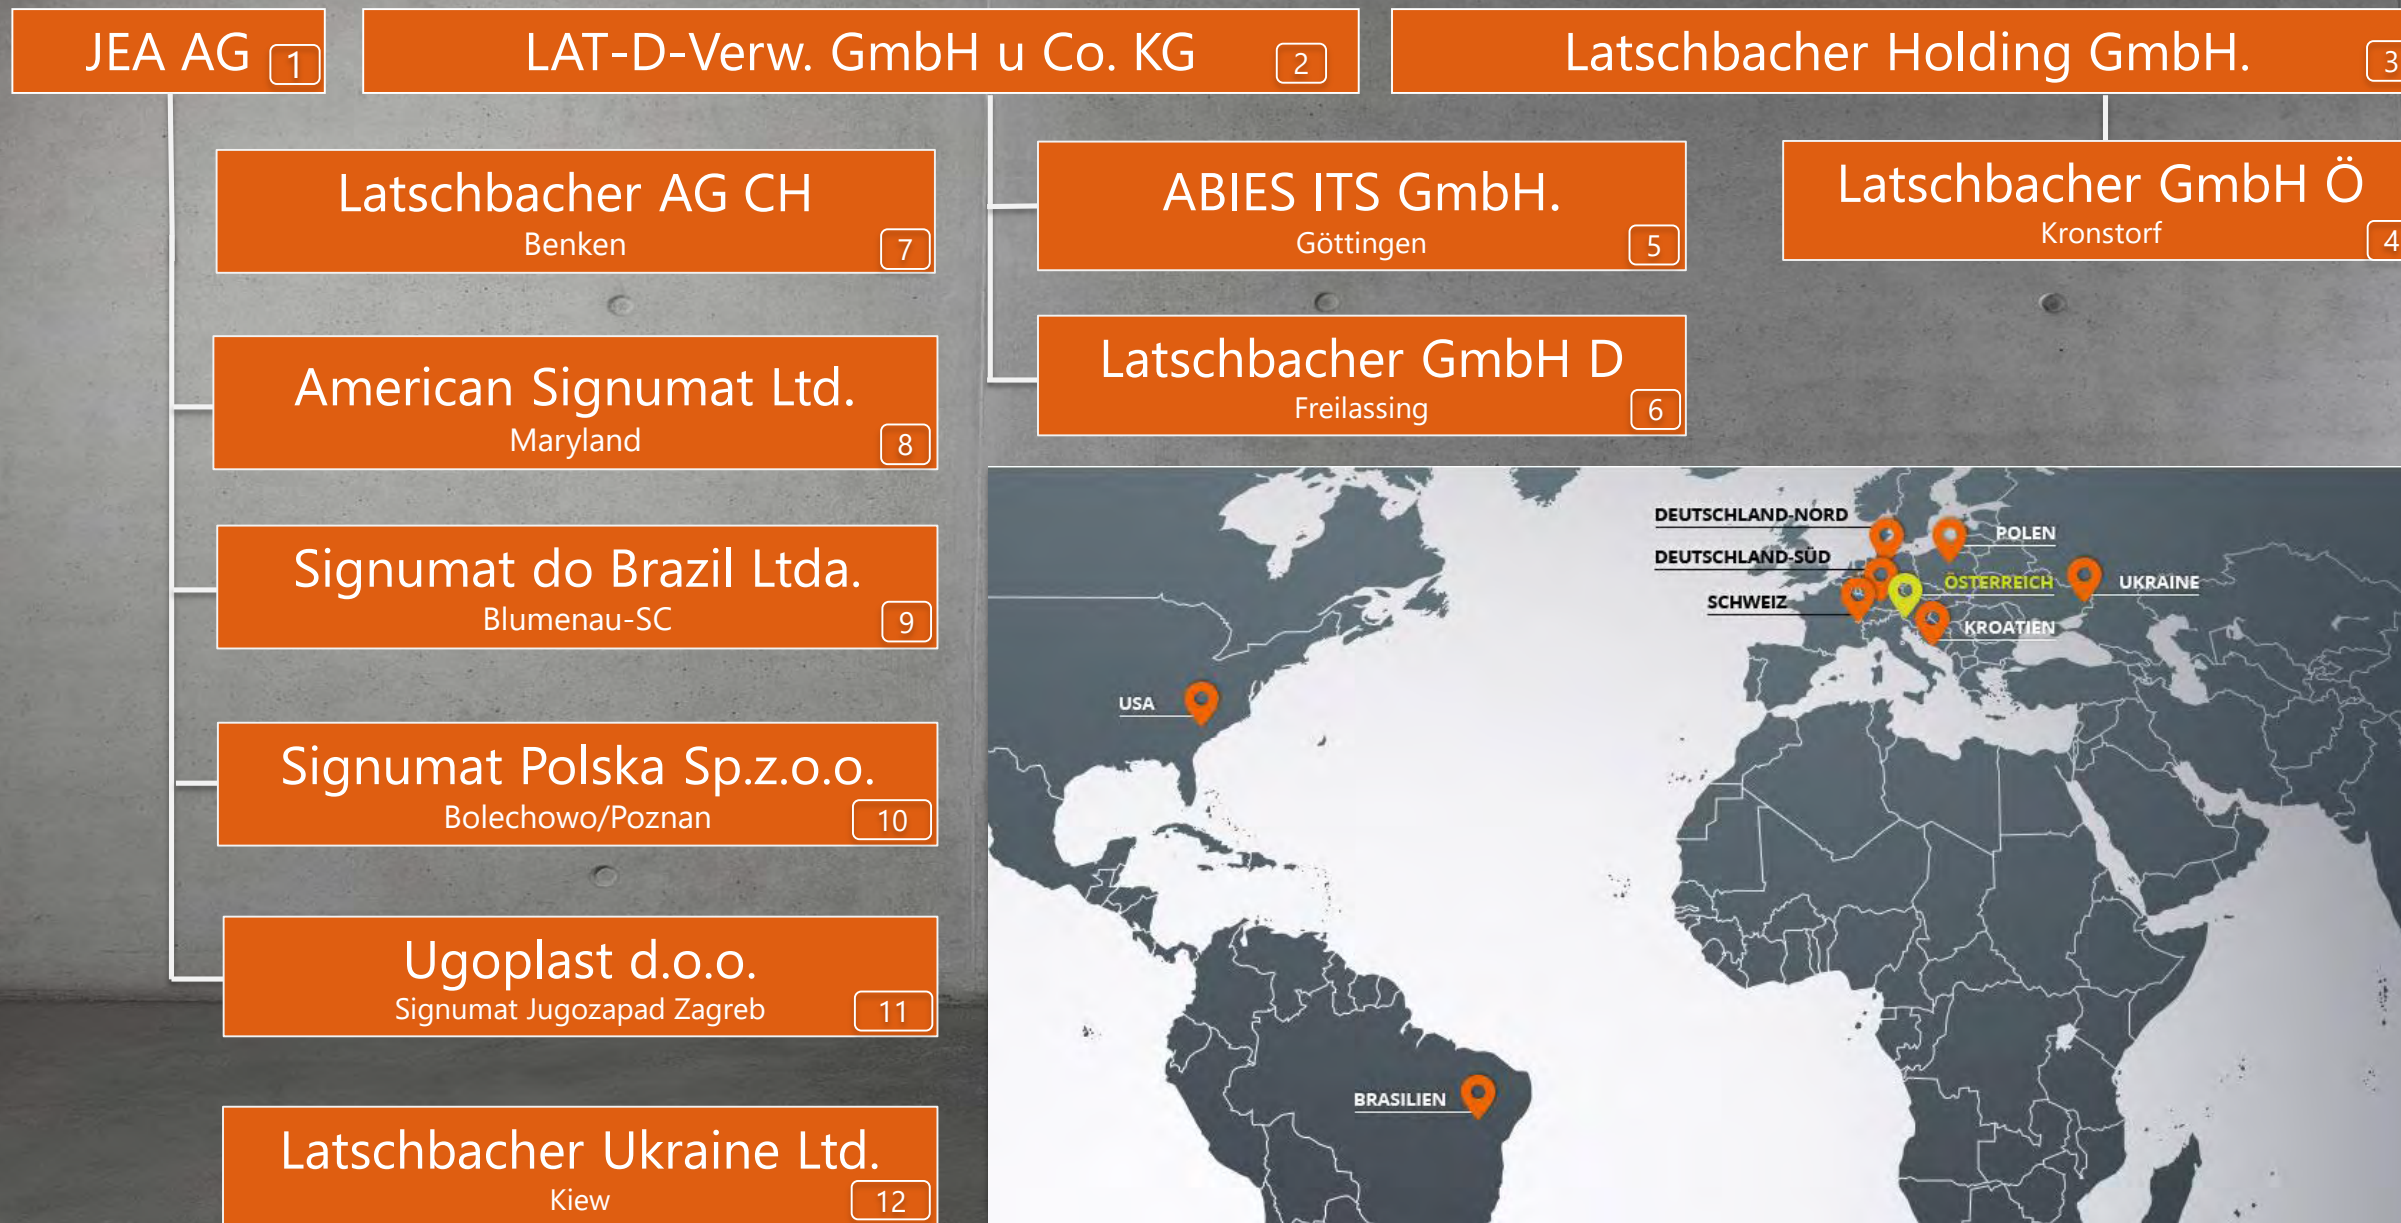 JEA AG
1
LAT-D-Verw. GmbH u Co. KG
2
Latschbacher Holding GmbH.
3
Latschbacher AG CH
Benken
7
ABIES ITS GmbH.
Göttingen
5
Latschbacher GmbH Ö
Kronstorf
4
American Signumat Ltd.
Maryland
8
Latschbacher GmbH D
Freilassing
6
Signumat do Brazil Ltda.
Blumenau-SC
9
Signumat Polska Sp.z.o.o.
Bolechowo/Poznan
10
Ugoplast d.o.o.
Signumat Jugozapad Zagreb
11
Latschbacher Ukraine Ltd.
Kiew
12
DEUTSCHLAND-NORD
POLEN
DEUTSCHLAND-SÜD
ÖSTERREICH
UKRAINE
SCHWEIZ
KROATIEN
USA
BRASILIEN